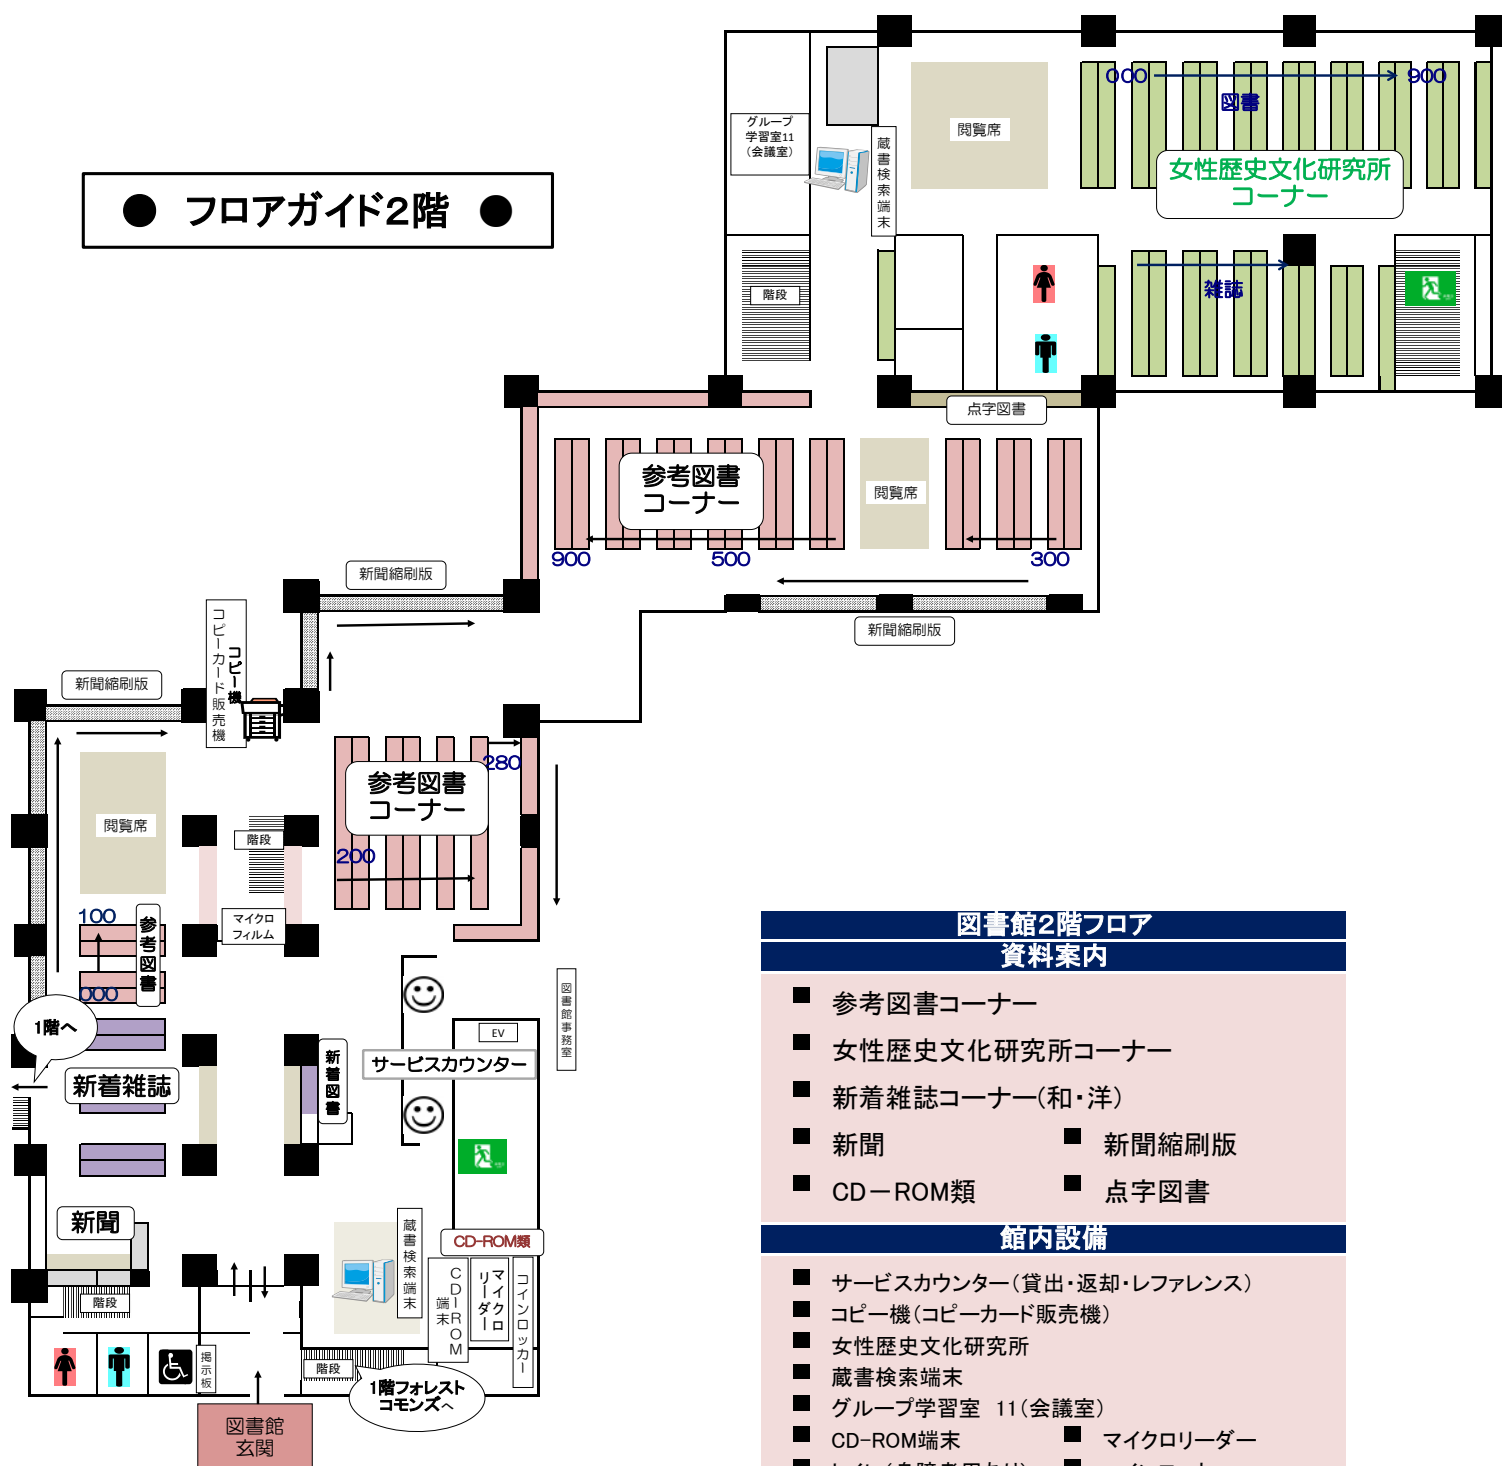 ● フロアガイド2階 ●
グループ
学習室11
(会議室)
蔵書検索端末
閲覧席
000
900
図書
女性歴史文化研究所
コーナー
階段
雑誌
点字図書
参考図書
コーナー
閲覧席
900
500
300
新聞縮刷版
新聞縮刷版
新聞縮刷版
コピーカード販売機
コピー機
閲覧席
階段
マイクロ
フィルム
参考図書
コーナー
280
200
100
参考図書
000
1階へ
新着雑誌
新着図書
サービスカウンター
EV
図書館事務室
新聞
階段
蔵書検索端末
CD-ROM類
CD-ROM
端末
マイクロ
リーダー
コインロッカー
掲示板
階段
1階フォレスト
コモンズへ
図書館
玄関
図書館2階フロア
資料案内
■ 参考図書コーナー
■ 女性歴史文化研究所コーナー
■ 新着雑誌コーナー(和・洋)
■ 新聞 ■ 新聞縮刷版
■ CD-ROM類 ■ 点字図書
館内設備
■ サービスカウンター(貸出・返却・レファレンス)
■ コピー機(コピーカード販売機)
■ 女性歴史文化研究所
■ 蔵書検索端末
■ グループ学習室 11(会議室)
■ CD-ROM端末 ■ マイクロリーダー